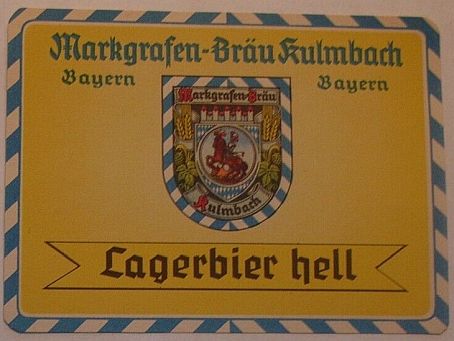 Markgrafen-Bräu Kulmbach
Bayern Bayern
Markgrafen-Bräu
Kulmbach
Lagerbier hell